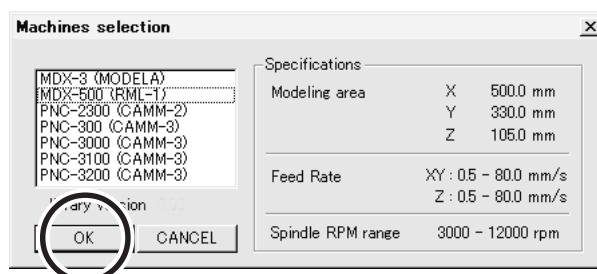 Machines selection
MDX-3 (MODELA)
MDX-500 (RML-1)
PNC-2300 (CAMM-2)
PNC-300 (CAMM-3)
PNC-3000 (CAMM-3)
PNC-3100 (CAMM-3)
PNC-3200 (CAMM-3)
version
OK CANCEL
Specifications
Modeling area X 500.0 mm
Y 330.0 mm
Z 105.0 mm
Feed Rate XY : 0.5 - 80.0 mm/s
Z : 0.5 - 80.0 mm/s
Spindle RPM range 3000 - 12000 rpm